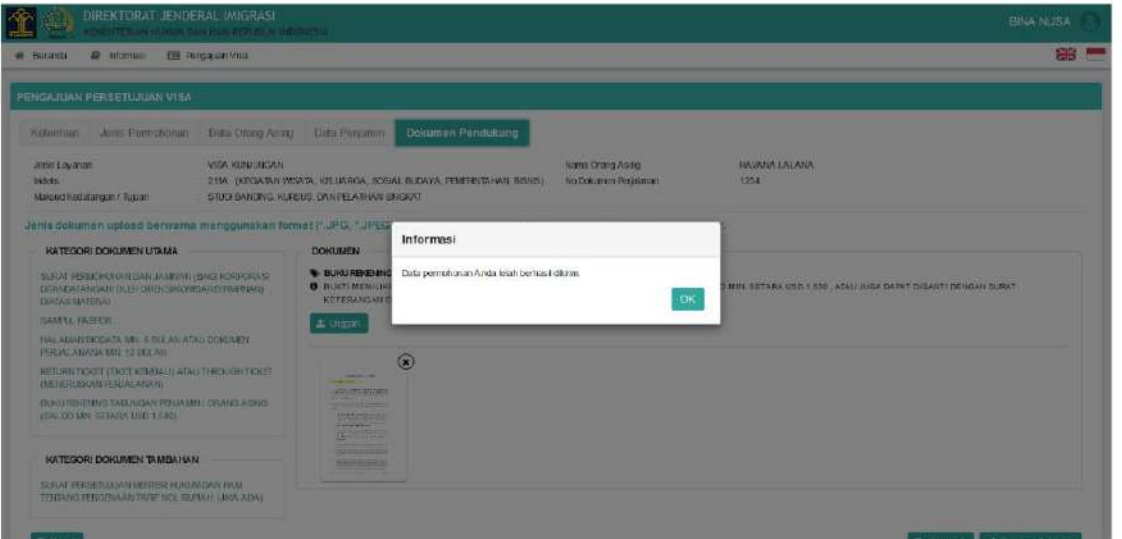 DIREKTORAT JENDERAL IMIGRASI
KEMENTERIAN HUKUM DAN HAM REPUBLIK INDONESIA
BINA NUSA
Beranda
Informasi
Pengajuan Visa
PENGAJUAN PERSETUJUAN VISA
Ketentuan
Jenis Permohonan
Data Orang Asing
Data Penjamin
Dokumen Pendukung
Jenis Layanan
VISA KUNJUNGAN
Nama Orang Asing
HAVANA LALANA
Indeks
211A (KEGIATAN WISATA, KELUARGA, SOSIAL, BUDAYA, PEMERINTAHAN, BISNIS)
No Dokumen Perjalanan
1234
Maksud Kedatangan / Tujuan
STUDI BANDING, KURSUS, DAN PELATIHAN SINGKAT
Jenis dokumen upload berwarna menggunakan format (*.JPG, *.JPEG
KATEGORI DOKUMEN UTAMA
SURAT PERMOHONAN DAN JAMINAN (BAGI KORPORASI
DITANDATANGANI OLEH
DIATAS MATERAI
SAMPUL PASPOR
HALAMAN BIODATA MIN. 6 BULAN ATAU DOKUMEN
PERJALANANA MIN. 12 BULAN
RETURN TICKET (TIKET KEMBALI) ATAU THROUGH TICKET
(MENERUSKAN PERJALANAN)
BUKU REKENING TABUNGAN PENJAMIN / ORANG ASING
(SALDO MIN. SETARA USD 1.500)
KATEGORI DOKUMEN TAMBAHAN
SURAT PERSETUJUAN MENTERI HUKUM DAN HAM
TENTANG PENGENAAN TARIF NOL RUPIAH, (JIKA ADA)
DOKUMEN
BUKU REKENING
BUKTI MEMILIKI
MIN. SETARA USD 1.500 , ATAU JUGA DAPAT DIGANTI DENGAN SURAT
KETERANGAN
Unggah
Informasi
Data permohonan Anda telah berhasil dikirim.
OK